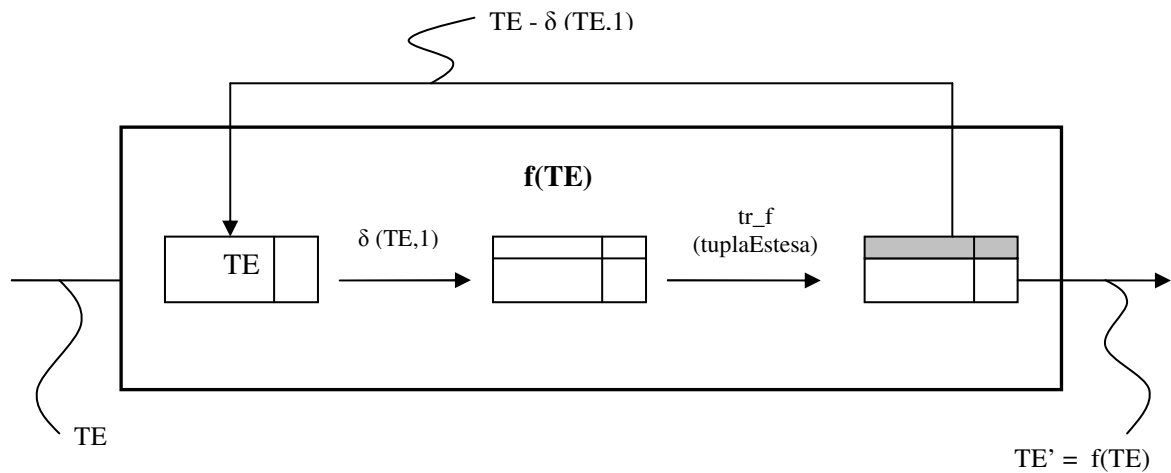 TE - δ (TE,1)
f(TE)
TE
δ (TE,1)
tr_f
(tuplaEstesa)
TE
TE’ = f(TE)